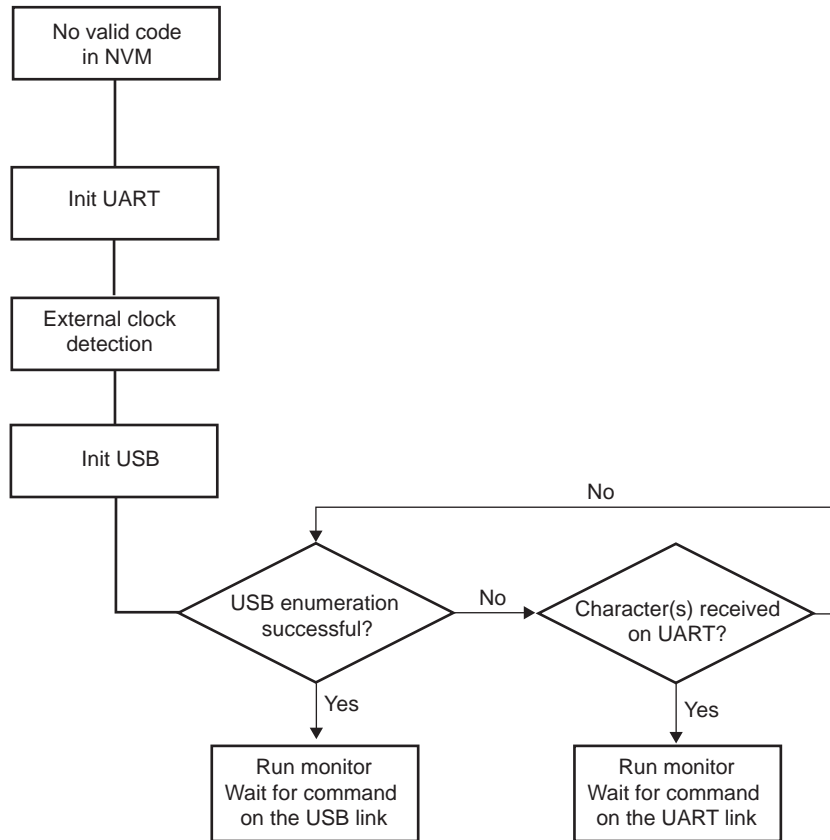 No valid code
in NVM
Init UART
External clock
detection
Init USB
No
USB enumeration
successful?
No
Character(s) received
on UART?
Yes
Yes
Run monitor
Wait for command
on the USB link
Run monitor
Wait for command
on the UART link